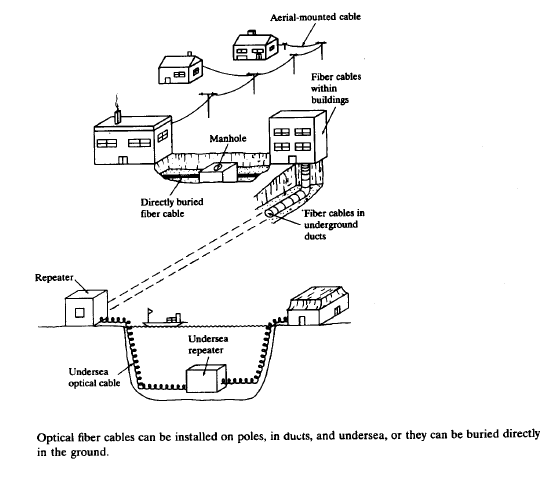 Aerial-mounted cable
Fiber cables
within
buildings
Manhole
Directly buried
fiber cable
Fiber cables in
underground
ducts
Repeater
Undersea
repeater
Undersea
optical cable
Optical fiber cables can be installed on poles, in ducts, and undersea, or they can be buried directly
in the ground.